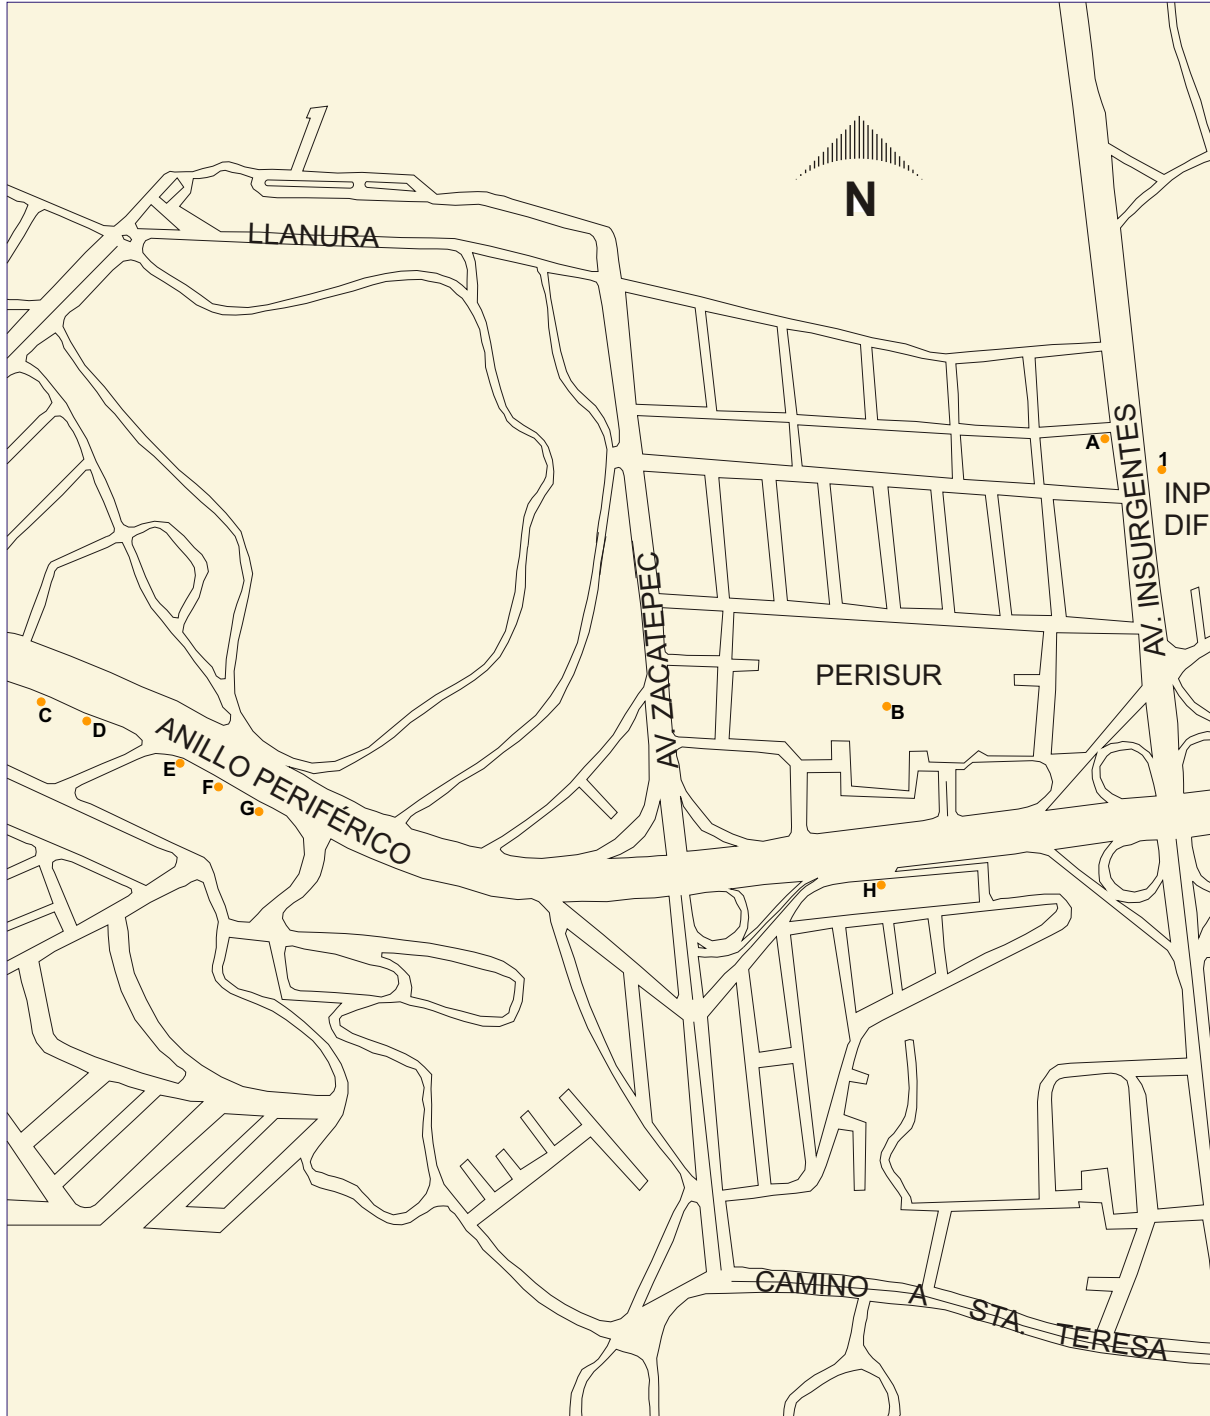 N
LLANURA
A
1
INP
DIF
AV. INSURGENTES
AV. ZACATEPEC
PERISUR
B
C
D
ANILLO PERIFÉRICO
E
F
G
H
CAMINO A STA. TERESA